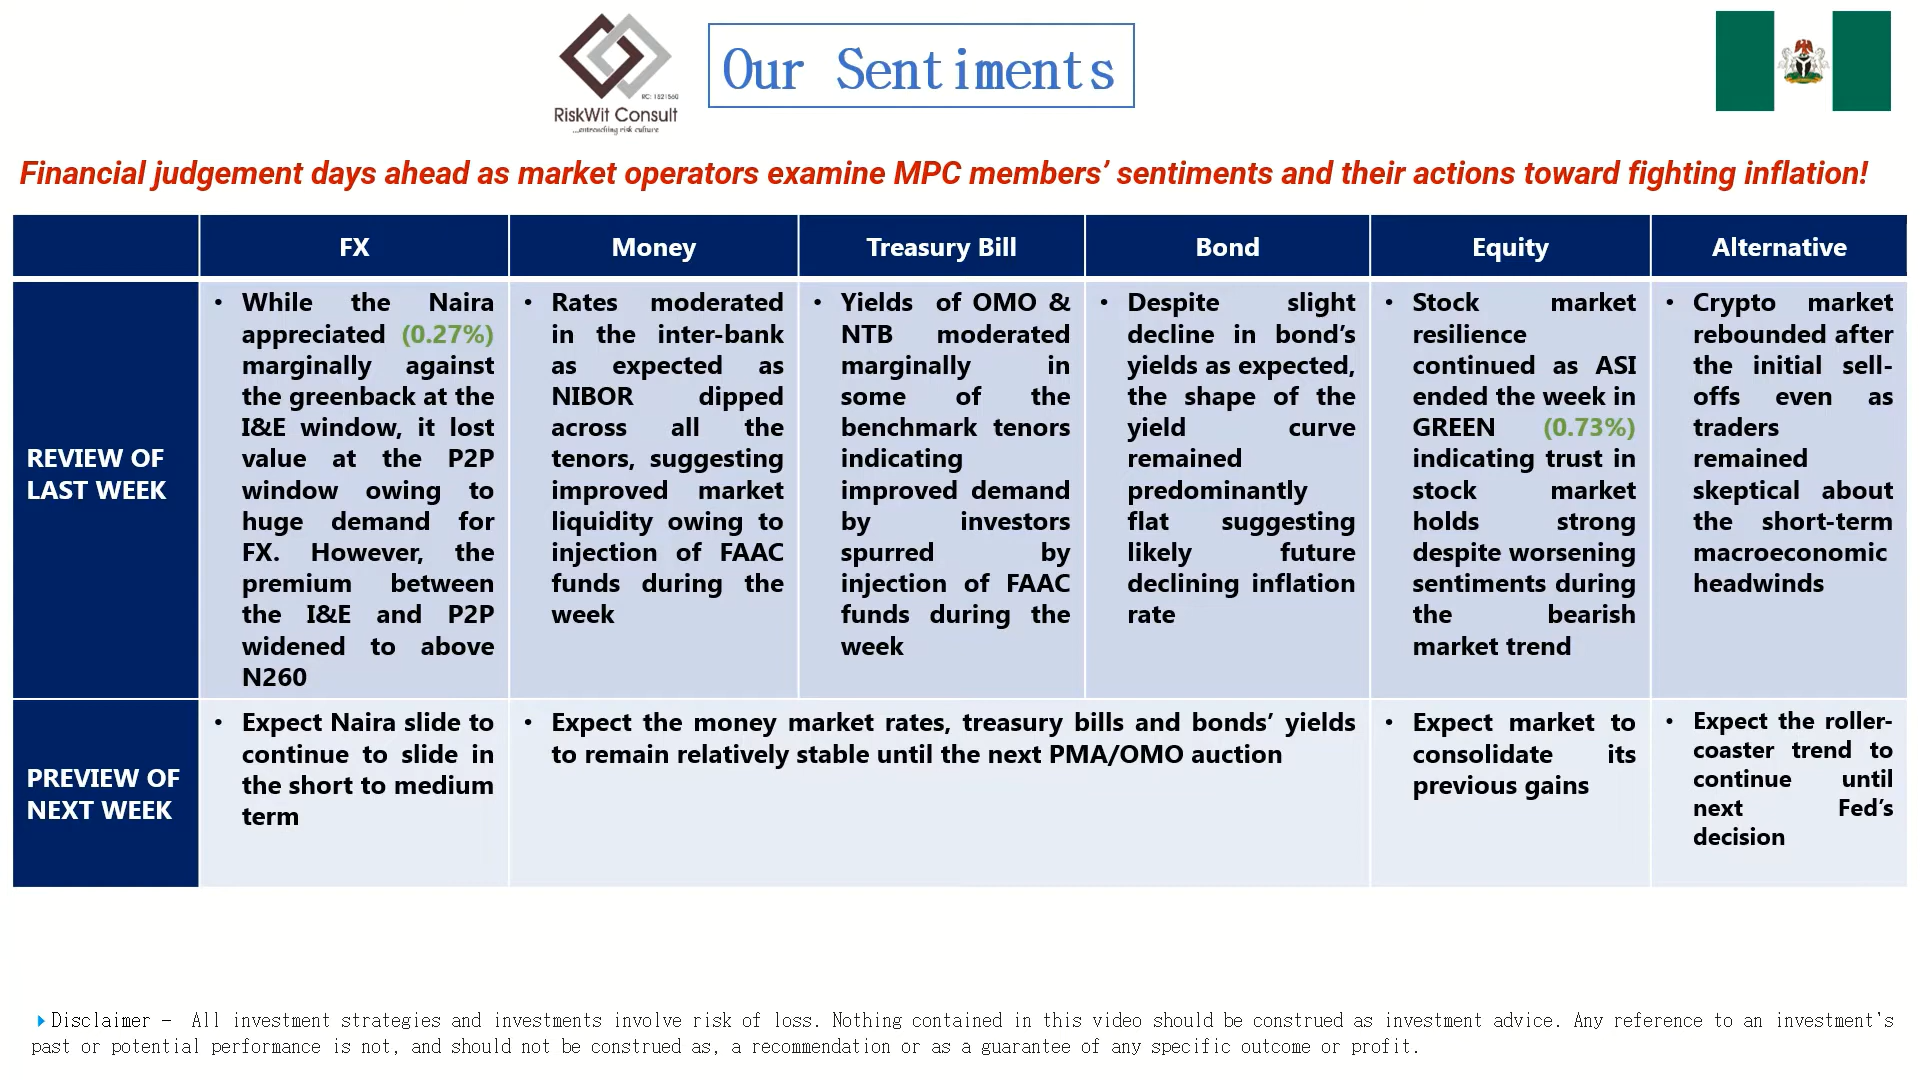 RC: 1521560
RiskWit Consult
...entrenching risk culture
Our Sentiments
Financial judgement days ahead as market operators examine MPC members’ sentiments and their actions toward fighting inflation!
FX
Money
Treasury Bill
Bond
Equity
Alternative
REVIEW OF
LAST WEEK
• While the Naira
appreciated (0.27%)
marginally against
the greenback at the
I&E window, it lost
value at the P2P
window owing to
huge demand for
FX. However, the
premium between
the I&E and P2P
widened to above
N260
• Rates moderated
in the inter-bank
as expected as
NIBOR dipped
across all the
tenors, suggesting
improved market
liquidity owing to
injection of FAAC
funds during the
week
• Yields of OMO &
NTB moderated
marginally in
some of the
benchmark tenors
indicating
improved demand
by investors
spurred by
injection of FAAC
funds during the
week
• Despite slight
decline in bond’s
yields as expected,
the shape of the
yield curve
remained
predominantly
flat suggesting
likely future
declining inflation
rate
• Stock market
resilience
continued as ASI
ended the week in
GREEN (0.73%)
indicating trust in
stock market
holds strong
despite worsening
sentiments during
the bearish
market trend
• Crypto market
rebounded after
the initial sell-
offs even as
traders
remained
skeptical about
the short-term
macroeconomic
headwinds
PREVIEW OF
NEXT WEEK
• Expect Naira slide to
continue to slide in
the short to medium
term
• Expect the money market rates, treasury bills and bonds’ yields
to remain relatively stable until the next PMA/OMO auction
• Expect market to
consolidate its
previous gains
• Expect the roller-
coaster trend to
continue until
next Fed’s
decision
Disclaimer – All investment strategies and investments involve risk of loss. Nothing contained in this video should be construed as investment advice. Any reference to an investment's
past or potential performance is not, and should not be construed as, a recommendation or as a guarantee of any specific outcome or profit.